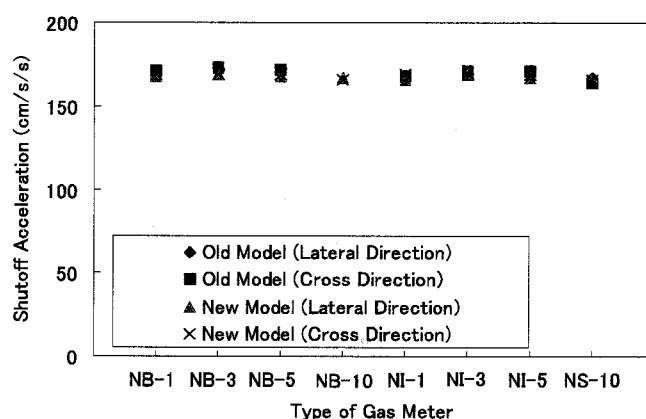 200
150
100
50
0
Shutoff Acceleration (cm/s/s)
Old Model (Lateral Direction)
Old Model (Cross Direction)
New Model (Lateral Direction)
New Model (Cross Direction)
NB-1 NB-3 NB-5 NB-10 NI-1 NI-3 NI-5 NS-10
Type of Gas Meter